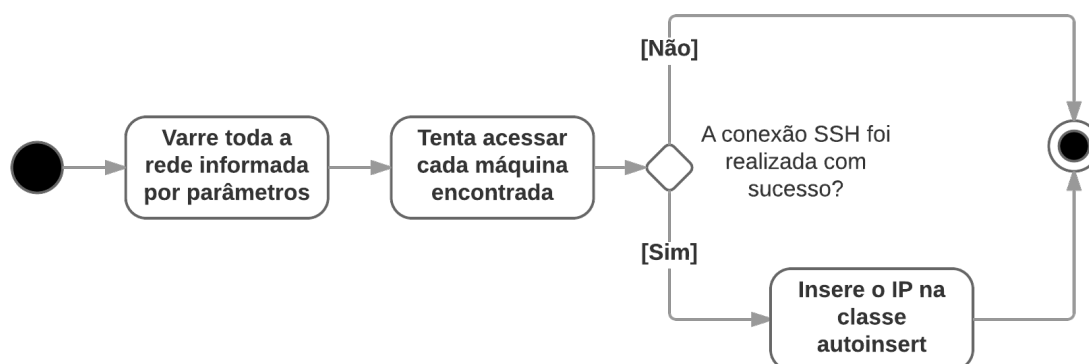 [Não]
Varre toda a
rede informada
por parâmetros
Tenta acessar
cada máquina
encontrada
A conexão SSH foi
realizada com
sucesso?
[Sim]
Insere o IP na
classe
autoinsert